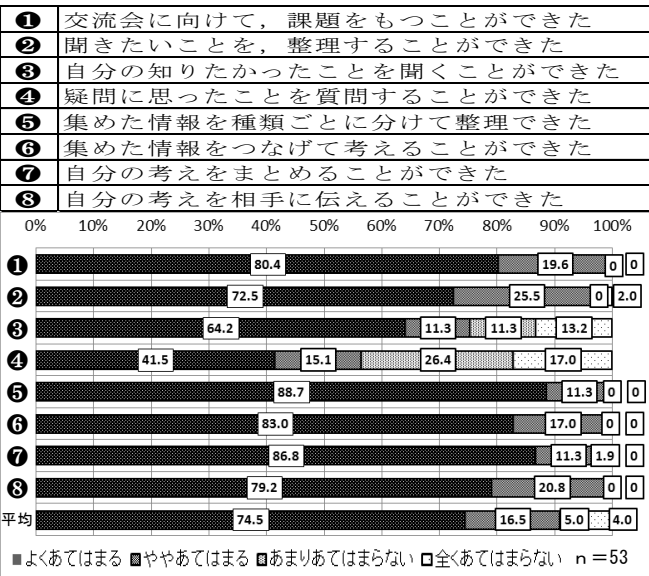 ❶ 交流会に向けて，課題をもつことができた
❷ 聞きたいことを，整理することができた
❸ 自分の知りたかったことを聞くことができた
❹ 疑問に思ったことを質問することができた
❺ 集めた情報を種類ごとに分けて整理できた
❻ 集めた情報をつなげて考えることができた
❼ 自分の考えをまとめることができた
❽ 自分の考えを相手に伝えることができた
0% 10% 20% 30% 40% 50% 60% 70% 80% 90% 100%
❶ 80.4 19.6 0 0
❷ 72.5 25.5 0 2.0
❸ 64.2 11.3 11.3 13.2
❹ 41.5 15.1 26.4 17.0
❺ 88.7 11.3 0 0
❻ 83.0 17.0 0 0
❼ 86.8 11.3 1.9 0
❽ 79.2 20.8 0 0
平均 74.5 16.5 5.0 4.0
よくあてはまる ややあてはまる あまりあてはまらない 全くあてはまらない n＝53